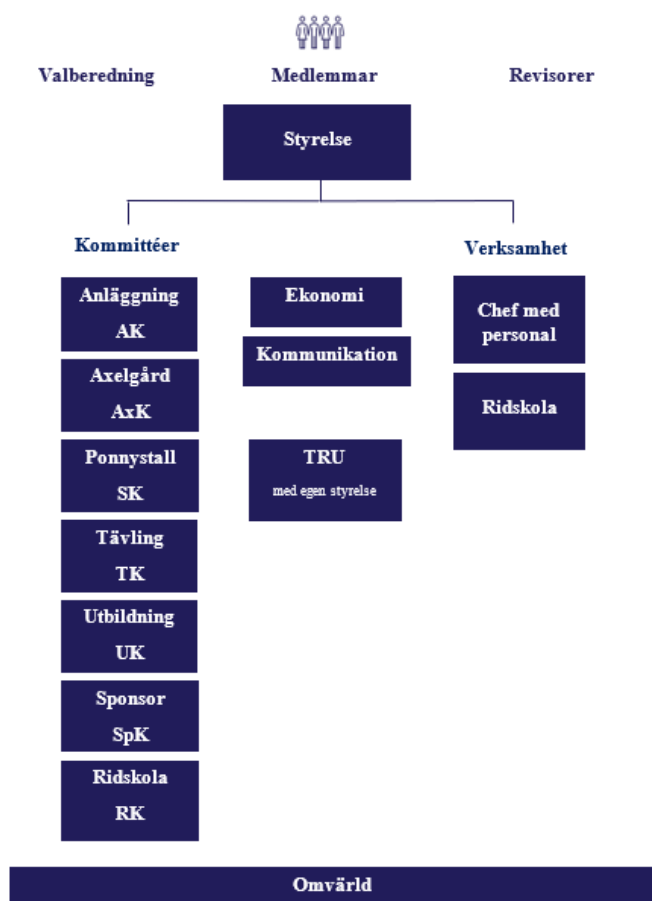 Valberedning
Medlemmar
Revisorer
Styrelse
Kommittéer
Verksamhet
Anläggning
AK
Axelgård
AxK
Ponnystall
SK
Tävling
TK
Utbildning
UK
Sponsor
SpK
Ridskola
RK
Ekonomi
Kommunikation
TRU
med egen styrelse
Chef med
personal
Ridskola
Omvärld